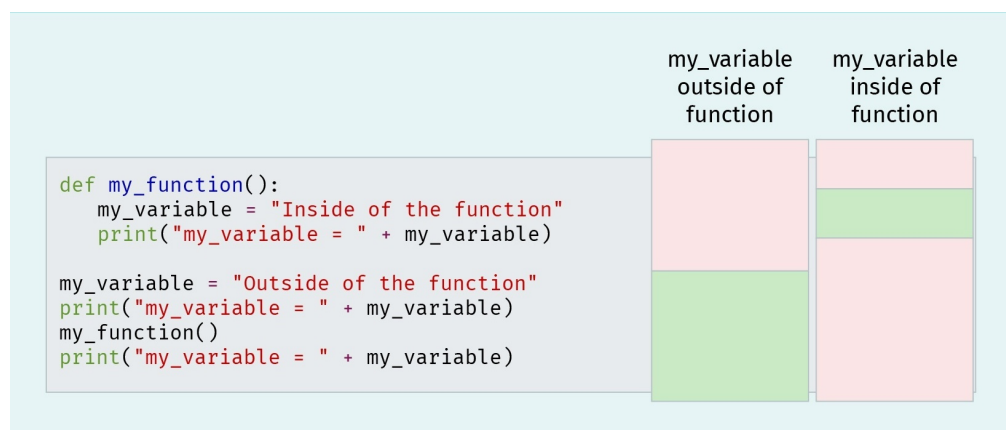 my_variable
outside of
function
my_variable
inside of
function
def my_function():
my_variable = "Inside of the function"
print("my_variable = " + my_variable)
my_variable = "Outside of the function"
print("my_variable = " + my_variable)
my_function()
print("my_variable = " + my_variable)